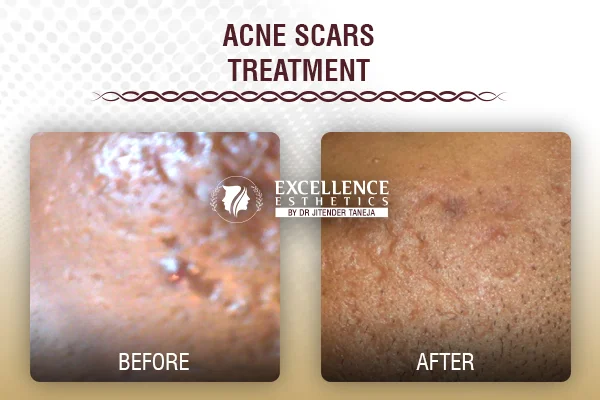 ACNE SCARS
TREATMENT
EXCELLENCE
ESTHETICS
BY DR JITENDER TANEJA
BEFORE
AFTER